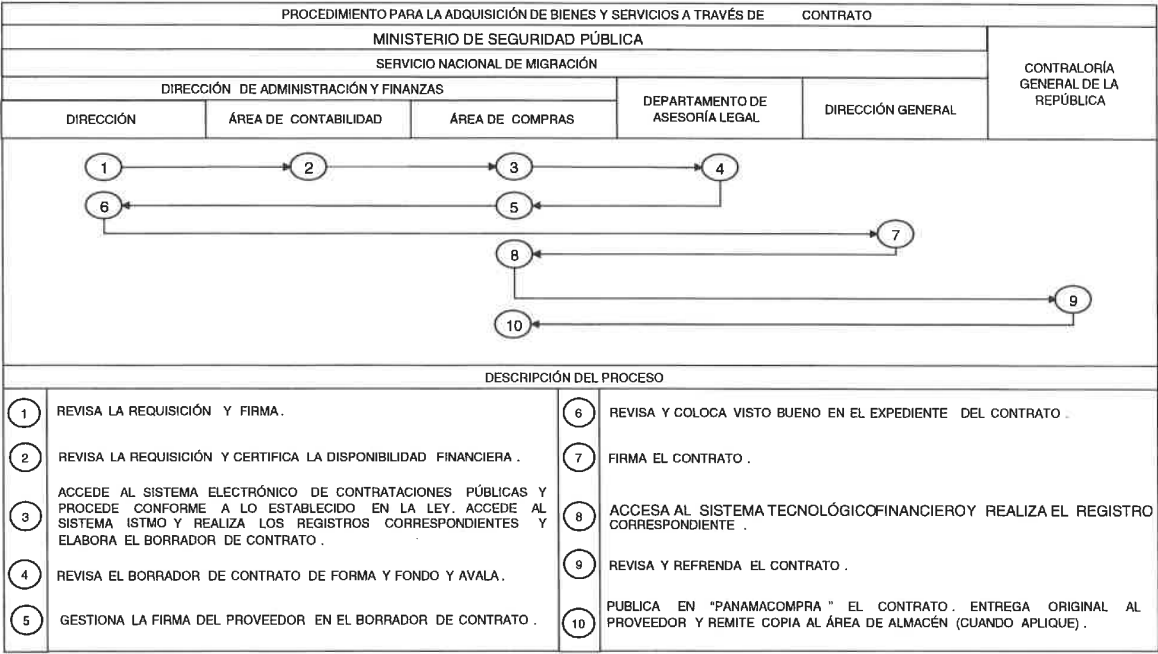 PROCEDIMIENTO PARA LA ADQUISICIÓN DE BIENES Y SERVICIOS A TRAVÉS DE CONTRATO
MINISTERIO DE SEGURIDAD PÚBLICA
SERVICIO NACIONAL DE MIGRACIÓN
CONTRALORÍA
GENERAL DE LA
REPÚBLICA
DIRECCIÓN DE ADMINISTRACIÓN Y FINANZAS
DEPARTAMENTO DE
ASESORÍA LEGAL
DIRECCIÓN GENERAL
DIRECCIÓN
ÁREA DE CONTABILIDAD
ÁREA DE COMPRAS
1
2
3
4
6
5
7
8
9
10
DESCRIPCIÓN DEL PROCESO
1 REVISA LA REQUISICIÓN Y FIRMA.
2 REVISA LA REQUISICIÓN Y CERTIFICA LA DISPONIBILIDAD FINANCIERA .
3 ACCEDE AL SISTEMA ELECTRÓNICO DE CONTRATACIONES PÚBLICAS Y
PROCEDE CONFORME A LO ESTABLECIDO EN LA LEY. ACCEDE AL
SISTEMA ISTMO Y REALIZA LOS REGISTROS CORRESPONDIENTES Y
ELABORA EL BORRADOR DE CONTRATO .
4 REVISA EL BORRADOR DE CONTRATO DE FORMA Y FONDO Y AVALA.
5 GESTIONA LA FIRMA DEL PROVEEDOR EN EL BORRADOR DE CONTRATO .
6 REVISA Y COLOCA VISTO BUENO EN EL EXPEDIENTE DEL CONTRATO .
7 FIRMA EL CONTRATO .
8 ACCESA AL SISTEMA TECNOLÓGICOFINANCIEROY REALIZA EL REGISTRO
CORRESPONDIENTE .
9 REVISA Y REFRENDA EL CONTRATO .
10 PUBLICA EN "PANAMACOMPRA " EL CONTRATO . ENTREGA ORIGINAL AL
PROVEEDOR Y REMITE COPIA AL ÁREA DE ALMACÉN (CUANDO APLIQUE) .